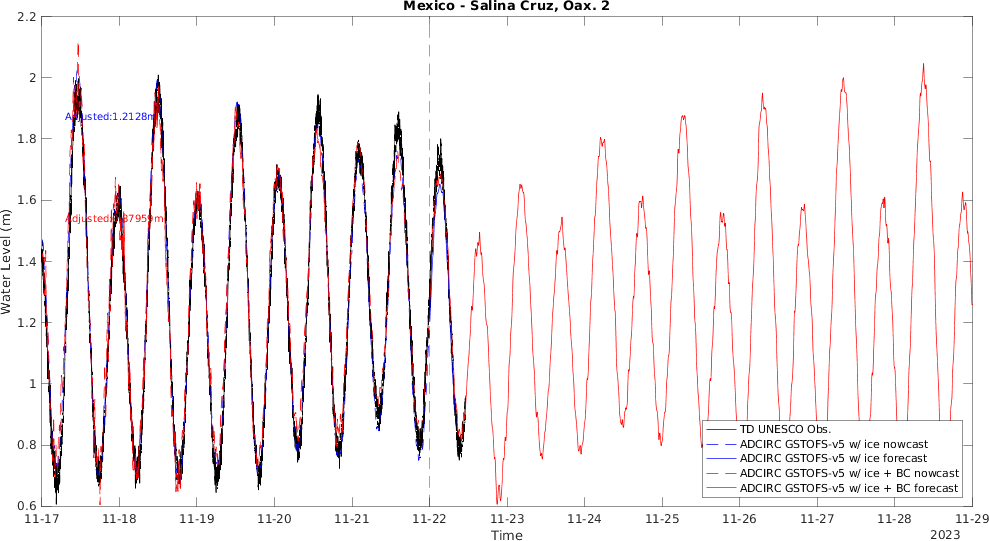 Mexico - Salina Cruz, Oax. 2
Water Level (m)
2.2
2
1.8
1.6
1.4
1.2
1
0.8
0.6
Adjusted:1.2128m
TD UNESCO Obs.
ADCIRC GSTOFS-v5 w/ ice nowcast
ADCIRC GSTOFS-v5 w/ ice forecast
ADCIRC GSTOFS-v5 w/ ice + BC nowcast
ADCIRC GSTOFS-v5 w/ ice + BC forecast
11-17
11-18
11-19
11-20
11-21
11-22
11-23
11-24
11-25
11-26
11-27
11-28
11-29
Time
2023